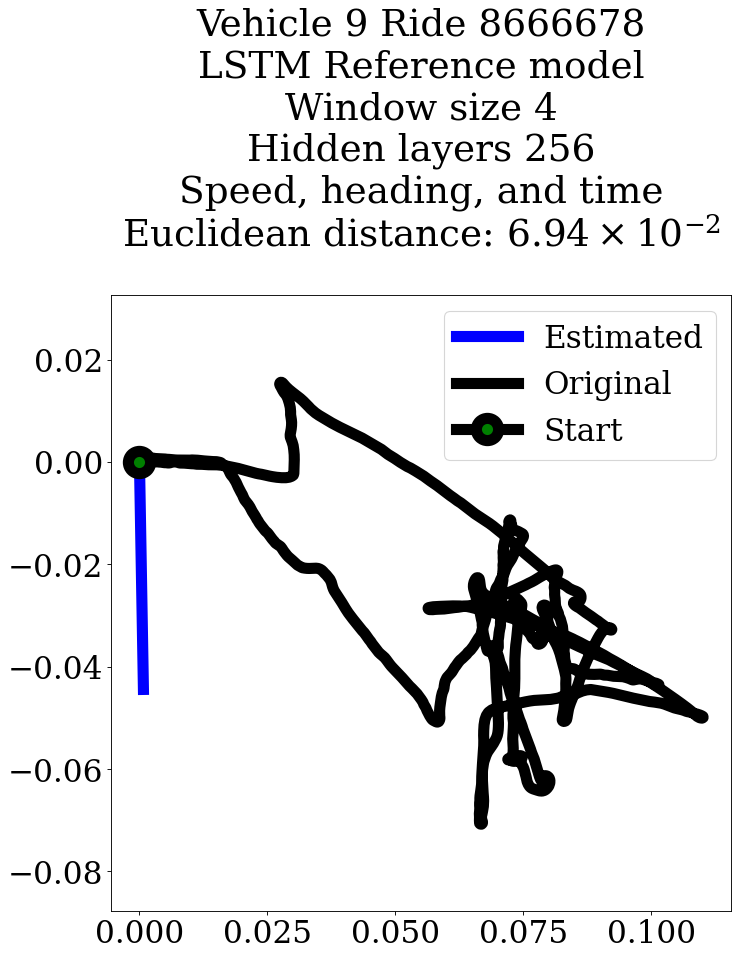 Vehicle 9 Ride 8666678
LSTM Reference model
Window size 4
Hidden layers 256
Speed, heading, and time
Euclidean distance: 6.94 × 10⁻²
Estimated
Original
Start
0.02
0.00
−0.02
−0.04
−0.06
−0.08
0.000 0.025 0.050 0.075 0.100